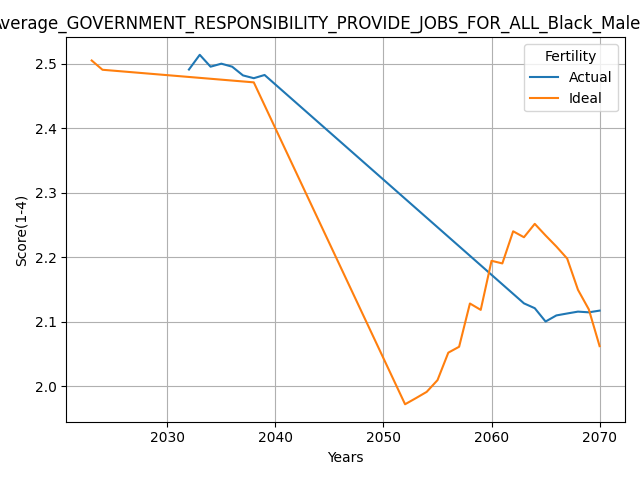 Average_GOVERNMENT_RESPONSIBILITY_PROVIDE_JOBS_FOR_ALL_Black_Male
Fertility
Actual
Ideal
2.5
2.4
2.3
2.2
2.1
2.0
Score(1-4)
2030 2040 2050 2060 2070
Years